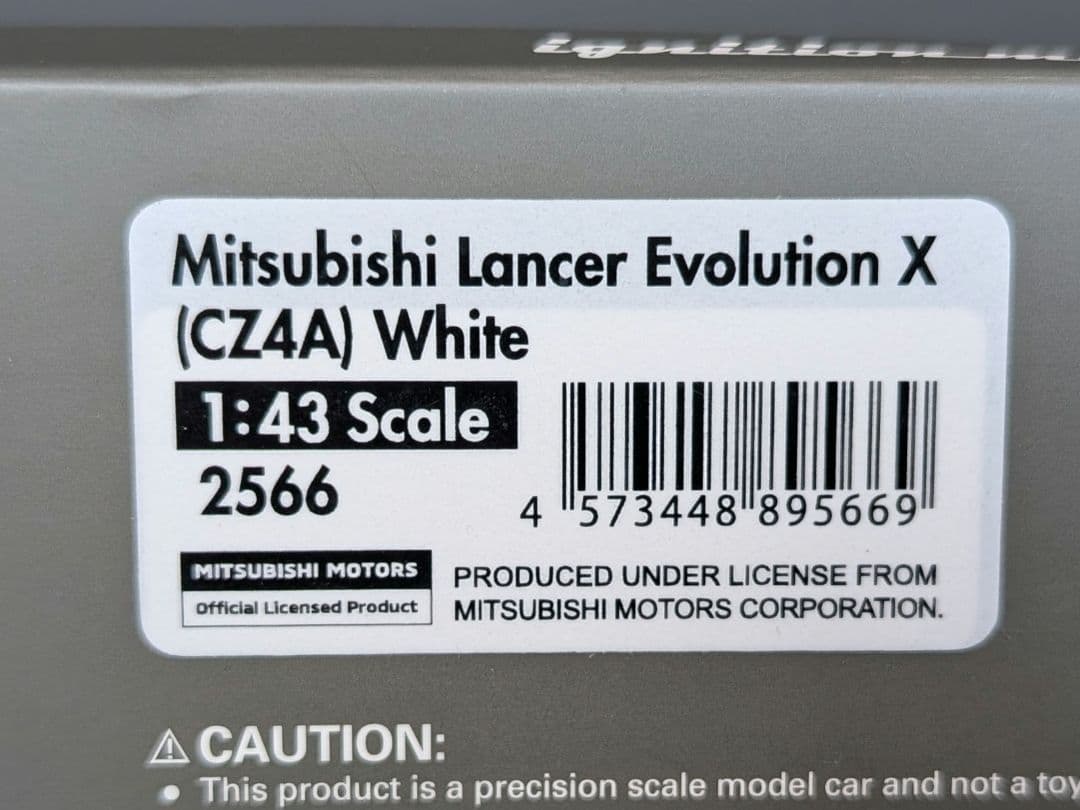 ignition
Mitsubishi Lancer Evolution X
(CZ4A) White
1:43 Scale
2566
4 573448 895669
MITSUBISHI MOTORS
Official Licensed Product
PRODUCED UNDER LICENSE FROM
MITSUBISHI MOTORS CORPORATION.
⚠ CAUTION:
• This product is a precision scale model car and not a toy